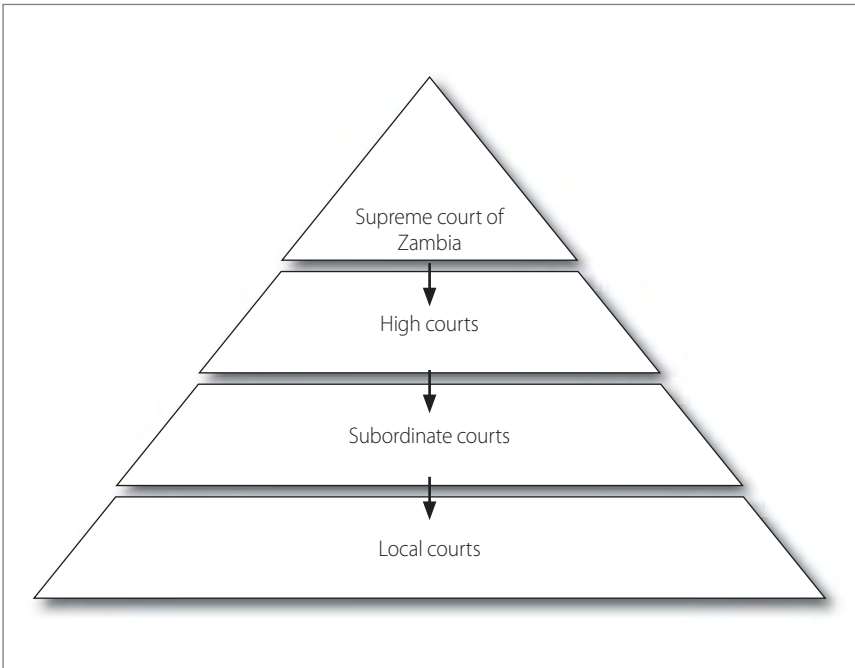 Supreme court of
Zambia
High courts
Subordinate courts
Local courts